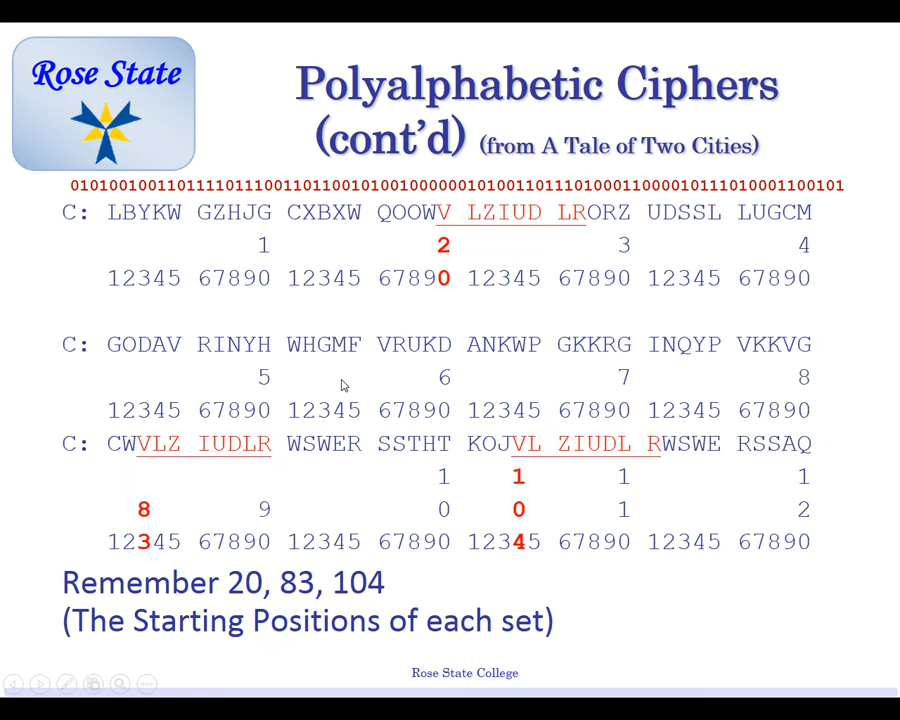 Rose State
Polyalphabetic Ciphers
(cont’d) (from A Tale of Two Cities)
01010010011011110111001101100101001000000101001101110100011000010111010001100101
C: LBYKW GZHJG CXBXW QOOWV LZIUD LRORZ UDSSL LUGCM
1 2 3 4
12345 67890 12345 67890 12345 67890 12345 67890
C: GODAV RINYH WHGMF VRUKD ANKWP GKKRG INQYP VKKVG
5 6 7 8
12345 67890 12345 67890 12345 67890 12345 67890
C: CWVLZ IUDLR WSWER SSTHT KOJVL ZIUDL RWSWE RSSAQ
1 1 1 1
8 9 0 0 1 2
12345 67890 12345 67890 12345 67890 12345 67890
Remember 20, 83, 104
(The Starting Positions of each set)
Rose State College